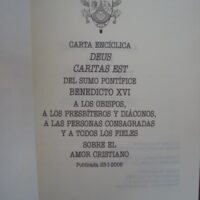 CARTA ENCÍCLICA
DEUS
CARITAS EST
DEL SUMO PONTÍFICE
BENEDICTO XVI
A LOS OBISPOS,
A LOS PRESBÍTEROS Y DIÁCONOS,
A LAS PERSONAS CONSAGRADAS
Y A TODOS LOS FIELES
SOBRE EL
AMOR CRISTIANO
Publicada 25-I-2006